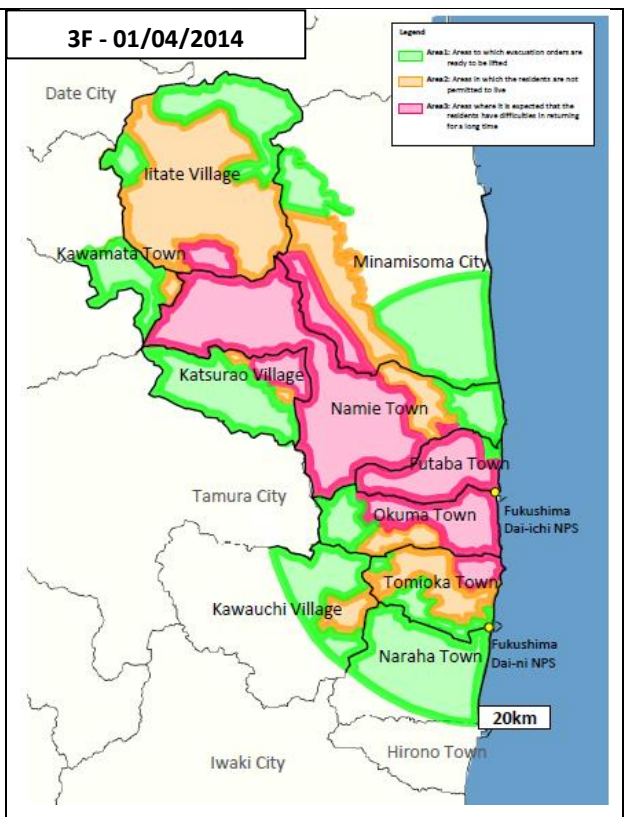 3F - 01/04/2014
Legend
Area1: Areas to which evacuation orders are
ready to be lifted
Area2: Areas in which the residents are not
permitted to live
Area3: Areas where it is expected that the
residents have difficulties in returning
for a long time
Date City
Iitate Village
Kawamata Town
Minamisoma City
Katsurao Village
Namie Town
Futaba Town
Tamura City
Okuma Town
Fukushima
Dai-ichi NPS
Tomioka Town
Kawauchi Village
Fukushima
Dai-ni NPS
Naraha Town
20km
Hirono Town
Iwaki City